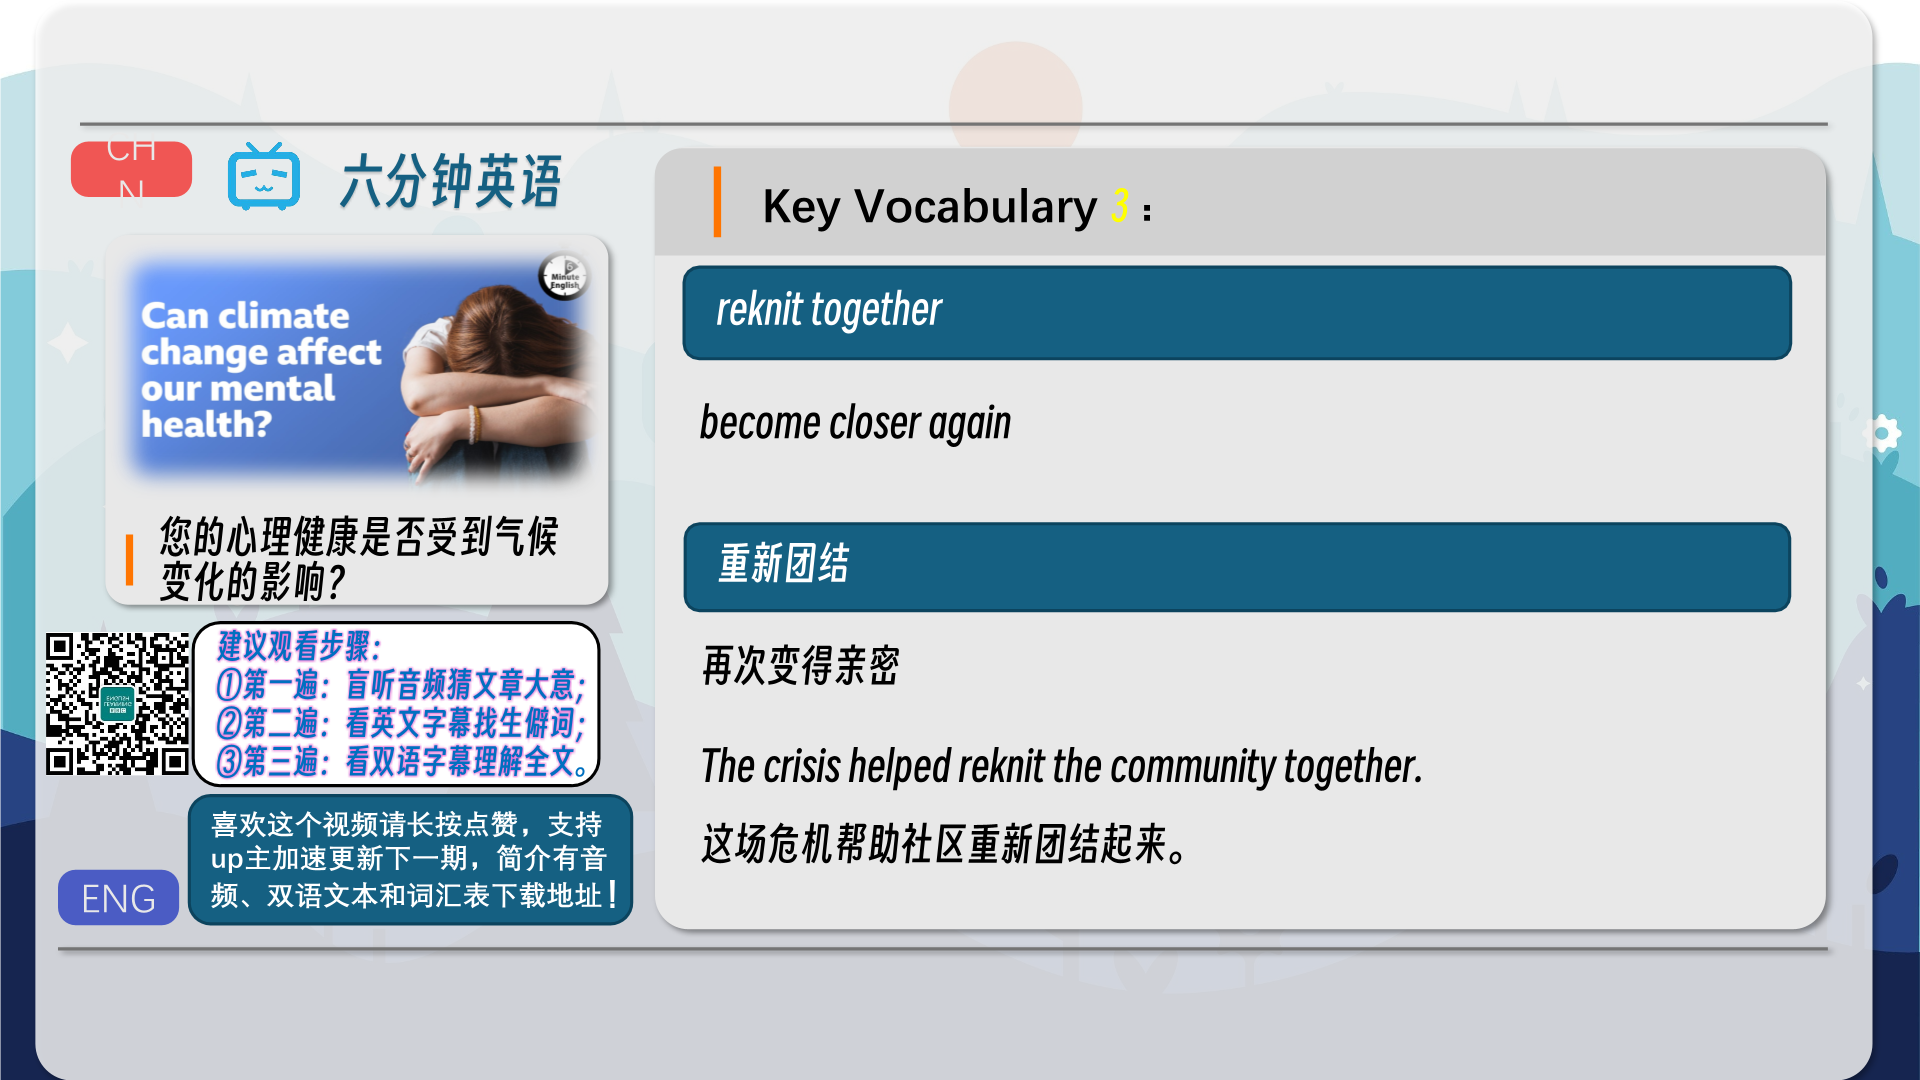 CH
N
六分钟英语
6
Minute
English
Can climate
change affect
our mental
health?
您的心理健康是否受到气候
变化的影响?
建议观看步骤:
①第一遍:盲听音频猜文章大意;
②第二遍:看英文字幕找生僻词;
③第三遍:看双语字幕理解全文。
喜欢这个视频请长按点赞，支持
up主加速更新下一期，简介有音
频、双语文本和词汇表下载地址!
ENG
Key Vocabulary 3：
reknit together
become closer again
重新团结
再次变得亲密
The crisis helped reknit the community together.
这场危机帮助社区重新团结起来。